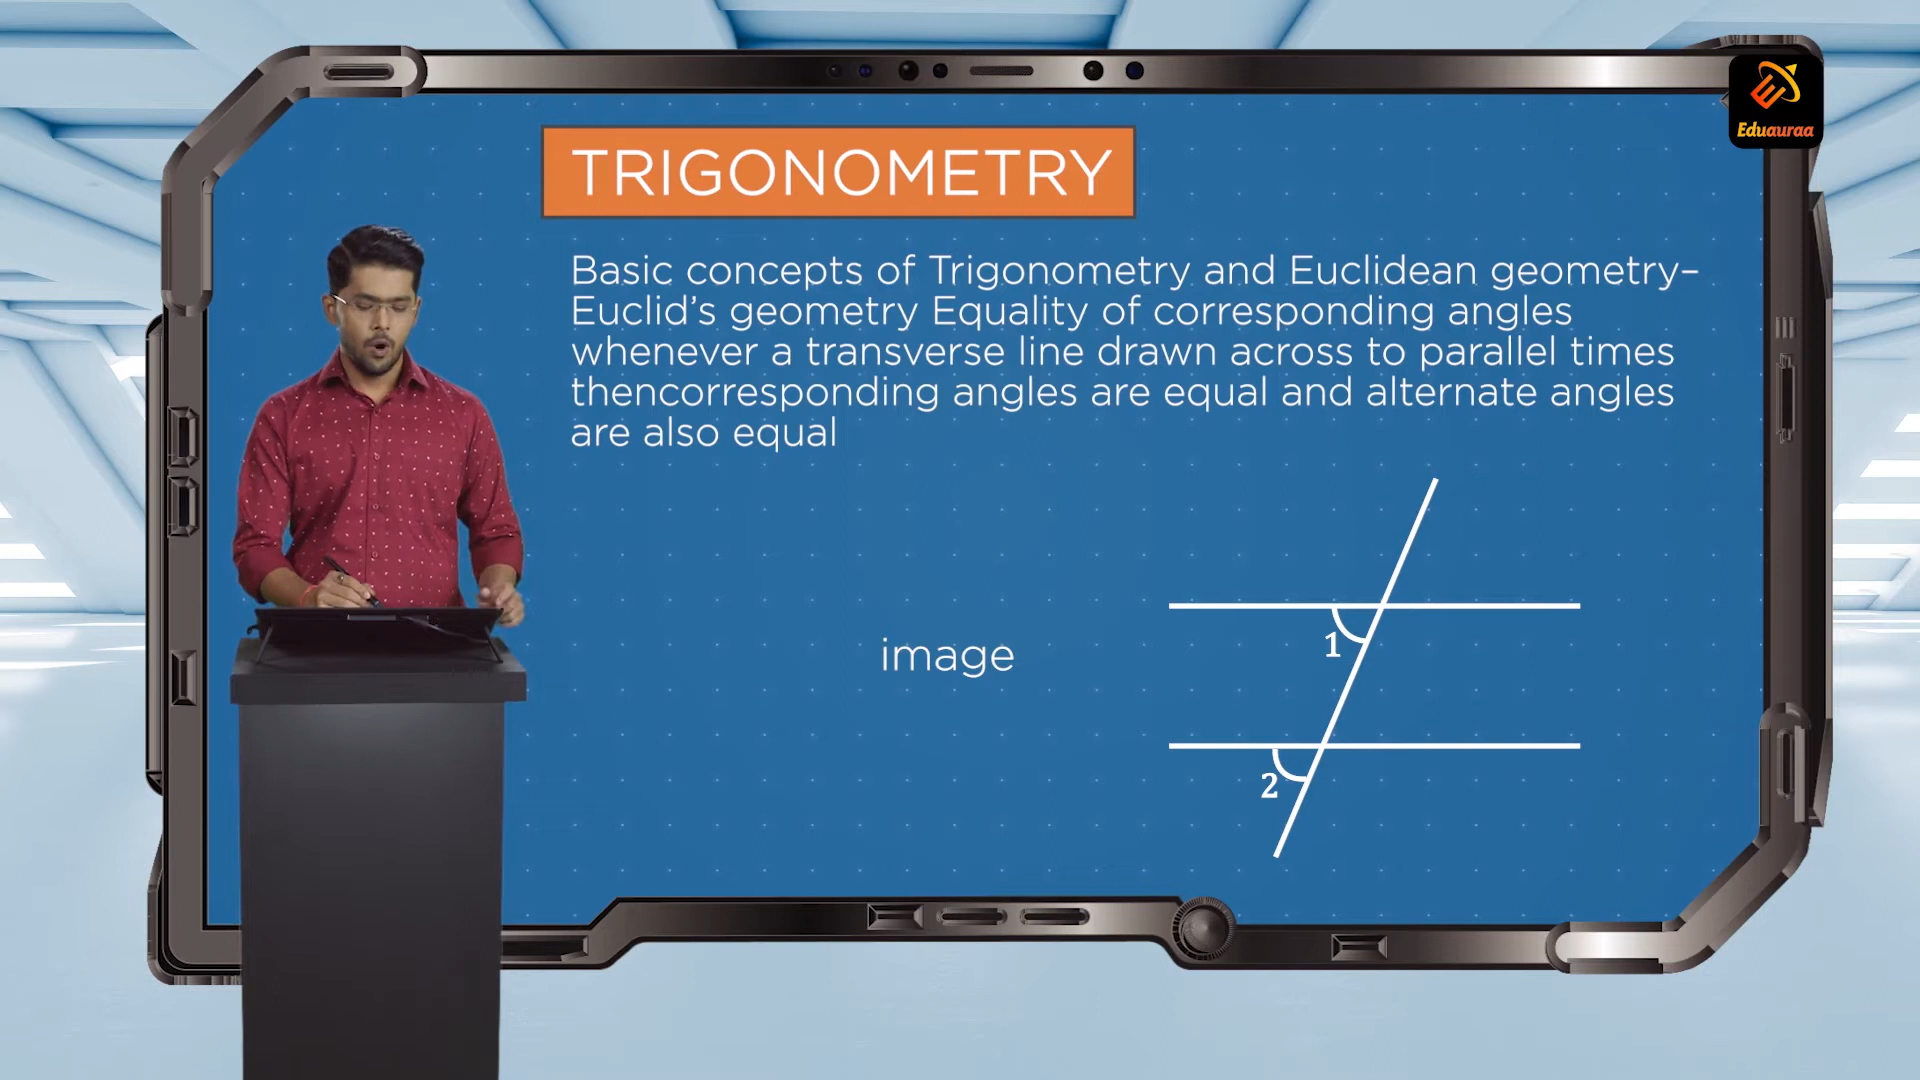 Eduauraa
TRIGONOMETRY
Basic concepts of Trigonometry and Euclidean geometry–
Euclid's geometry Equality of corresponding angles
whenever a transverse line drawn across to parallel times
thencorresponding angles are equal and alternate angles
are also equal
1
image
2